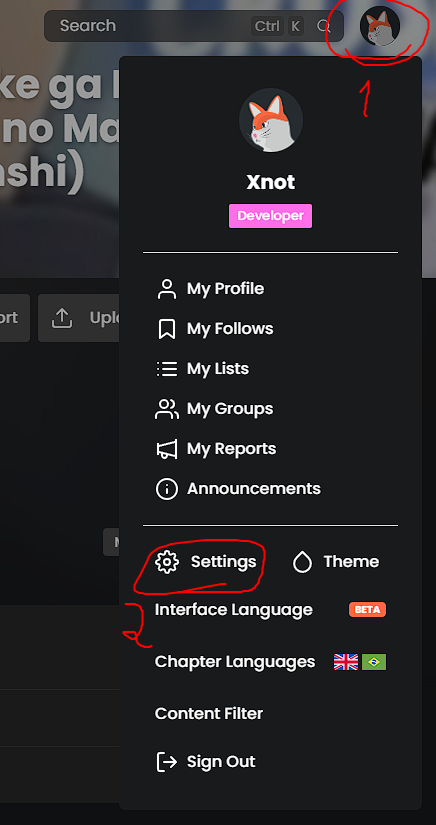 Search Ctrl K
ke ga
no Ma
nshi)
1
Xnot
Developer
ort Uplo
My Profile
My Follows
My Lists
My Groups
My Reports
Announcements
Settings Theme
2
Interface Language BETA
Chapter Languages
Content Filter
Sign Out